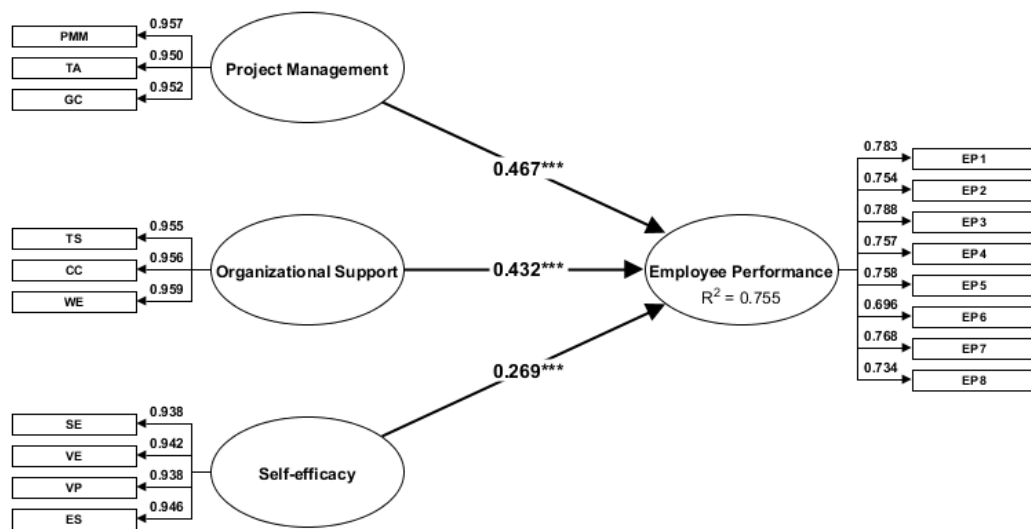 0.957
PMM
0.950
TA
0.952
GC
Project Management
0.467***
0.955
TS
0.956
CC
0.959
WE
Organizational Support
0.432***
Employee Performance
R² = 0.755
0.783
EP1
0.754
EP2
0.788
EP3
0.757
EP4
0.758
EP5
0.696
EP6
0.768
EP7
0.734
EP8
0.269***
0.938
SE
0.942
VE
0.938
VP
0.946
ES
Self-efficacy